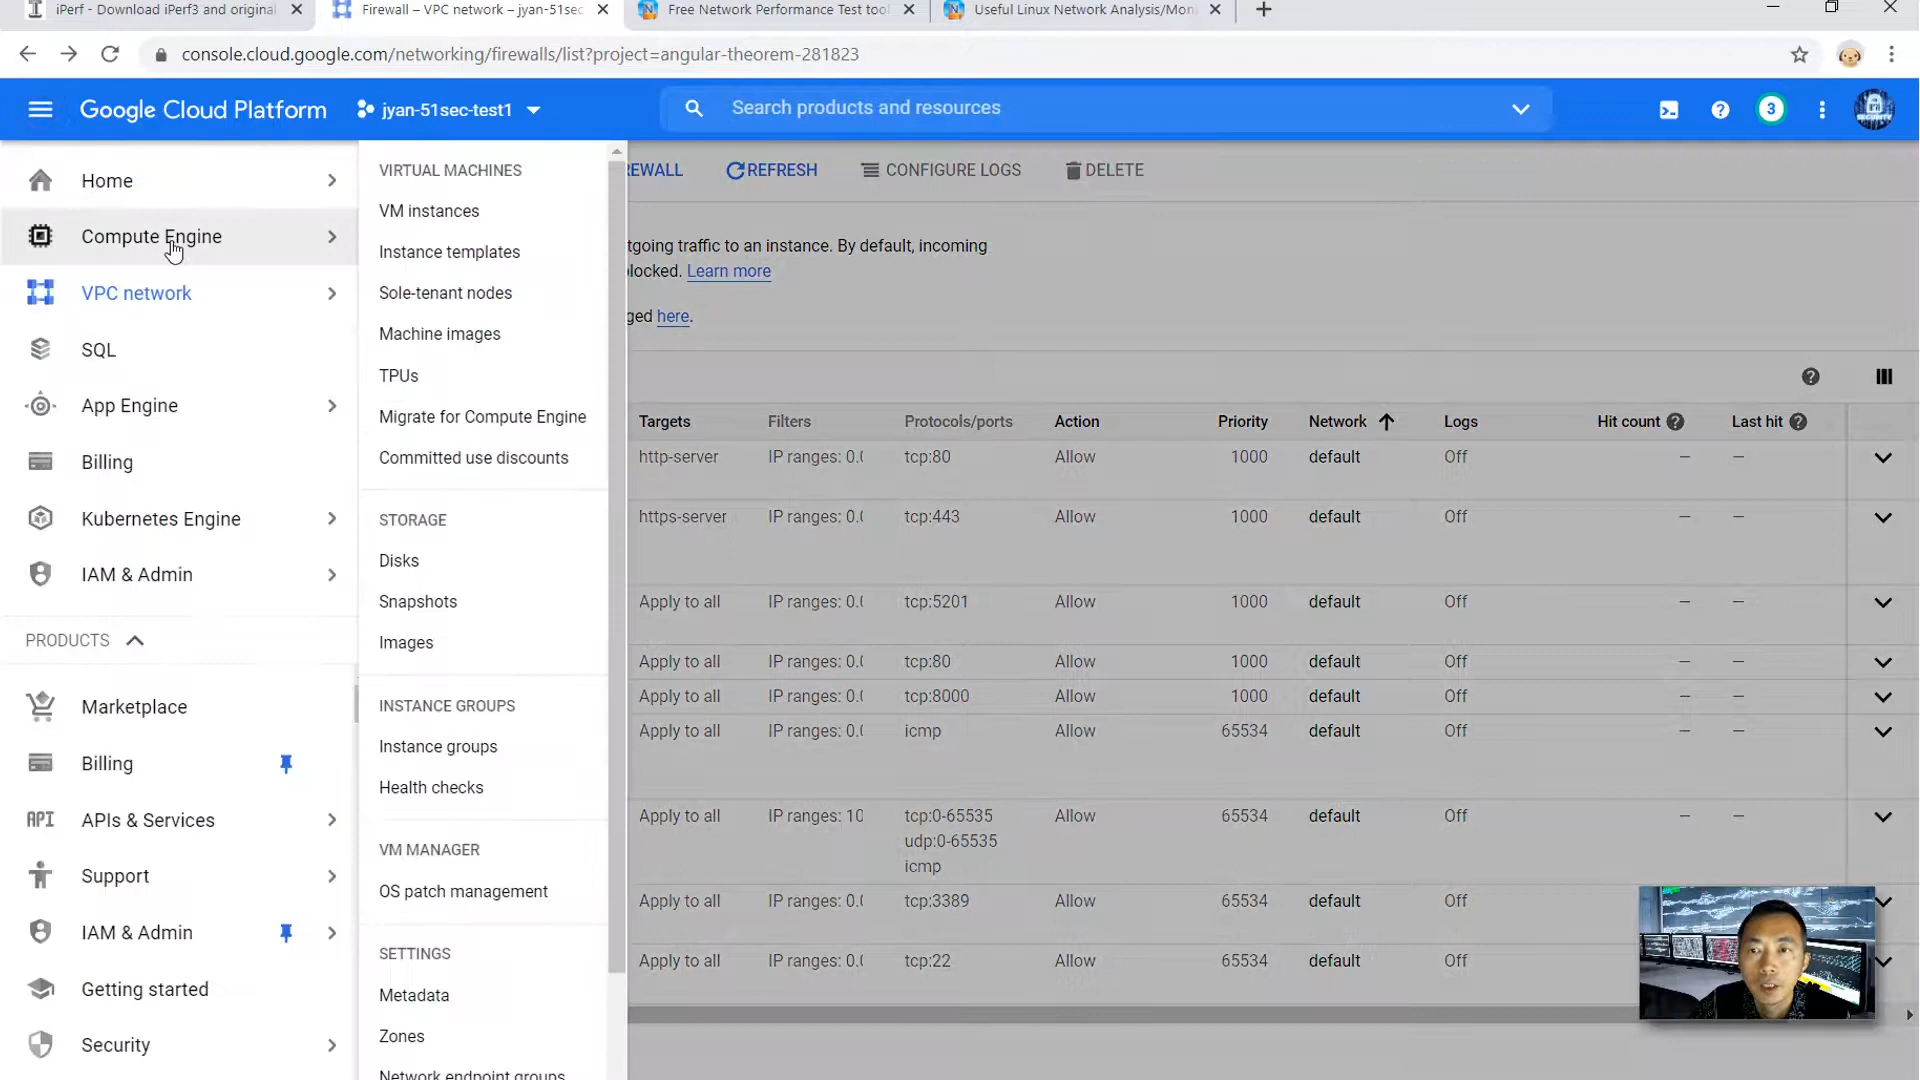 iPerf - Download iPerf3 and original
Firewall – VPC network – jyan-51sec
Free Network Performance Test tool
Useful Linux Network Analysis/Mon
console.cloud.google.com/networking/firewalls/list?project=angular-theorem-281823
Google Cloud Platform
jyan-51sec-test1
Search products and resources
3
Home
Compute Engine
VPC network
SQL
App Engine
Billing
Kubernetes Engine
IAM & Admin
PRODUCTS
Marketplace
Billing
API APIs & Services
Support
IAM & Admin
Getting started
Security
VIRTUAL MACHINES
VM instances
Instance templates
Sole-tenant nodes
Machine images
TPUs
Migrate for Compute Engine
Committed use discounts
STORAGE
Disks
Snapshots
Images
INSTANCE GROUPS
Instance groups
Health checks
VM MANAGER
OS patch management
SETTINGS
Metadata
Zones
Network endpoint groups
EWALL REFRESH CONFIGURE LOGS DELETE
tgoing traffic to an instance. By default, incoming
locked. Learn more
ged here.
Targets Filters Protocols/ports Action Priority Network Logs Hit count Last hit
http-server IP ranges: 0.0 tcp:80 Allow 1000 default Off – –
https-server IP ranges: 0.0 tcp:443 Allow 1000 default Off – –
Apply to all IP ranges: 0.0 tcp:5201 Allow 1000 default Off – –
Apply to all IP ranges: 0.0 tcp:80 Allow 1000 default Off – –
Apply to all IP ranges: 0.0 tcp:8000 Allow 1000 default Off – –
Apply to all IP ranges: 0.0 icmp Allow 65534 default Off – –
Apply to all IP ranges: 10 tcp:0-65535 Allow 65534 default Off – –
udp:0-65535
icmp
Apply to all IP ranges: 0.0 tcp:3389 Allow 65534 default Off
Apply to all IP ranges: 0.0 tcp:22 Allow 65534 default Off